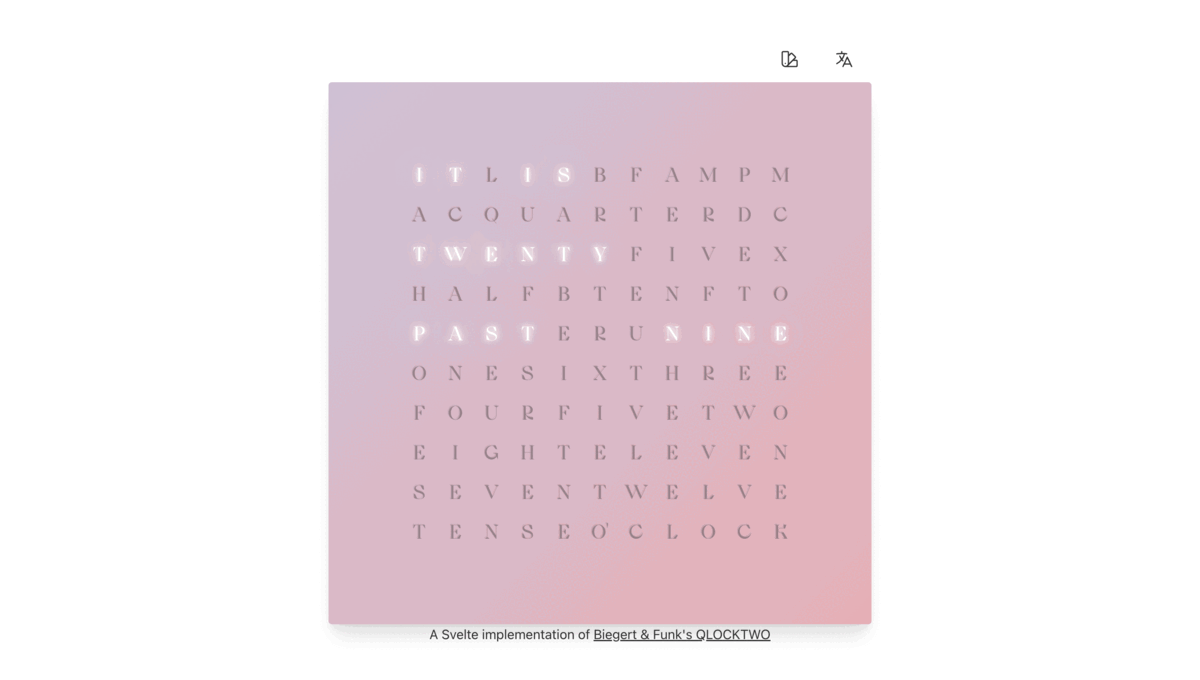 I T L I S B F A M P M
A C Q U A R T E R D C
T W E N T Y F I V E X
H A L F B T E N F T O
P A S T E R U N I N E
O N E S I X T H R E E
F O U R F I V E T W O
E I G H T E L E V E N
S E V E N T W E L V E
T E N S E O' C L O C K
A Svelte implementation of Biegert & Funk's QLOCKTWO